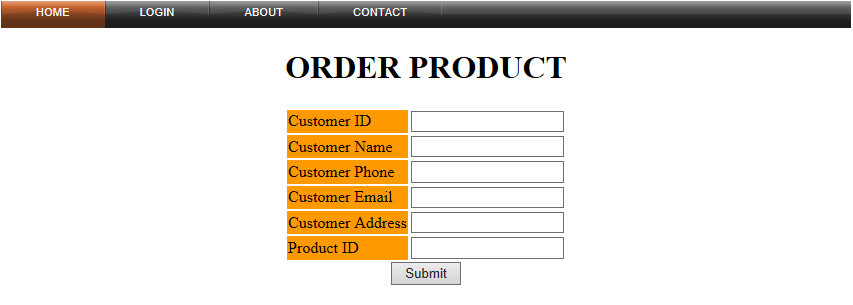 HOME LOGIN ABOUT CONTACT
ORDER PRODUCT
Customer ID
Customer Name
Customer Phone
Customer Email
Customer Address
Product ID
Submit